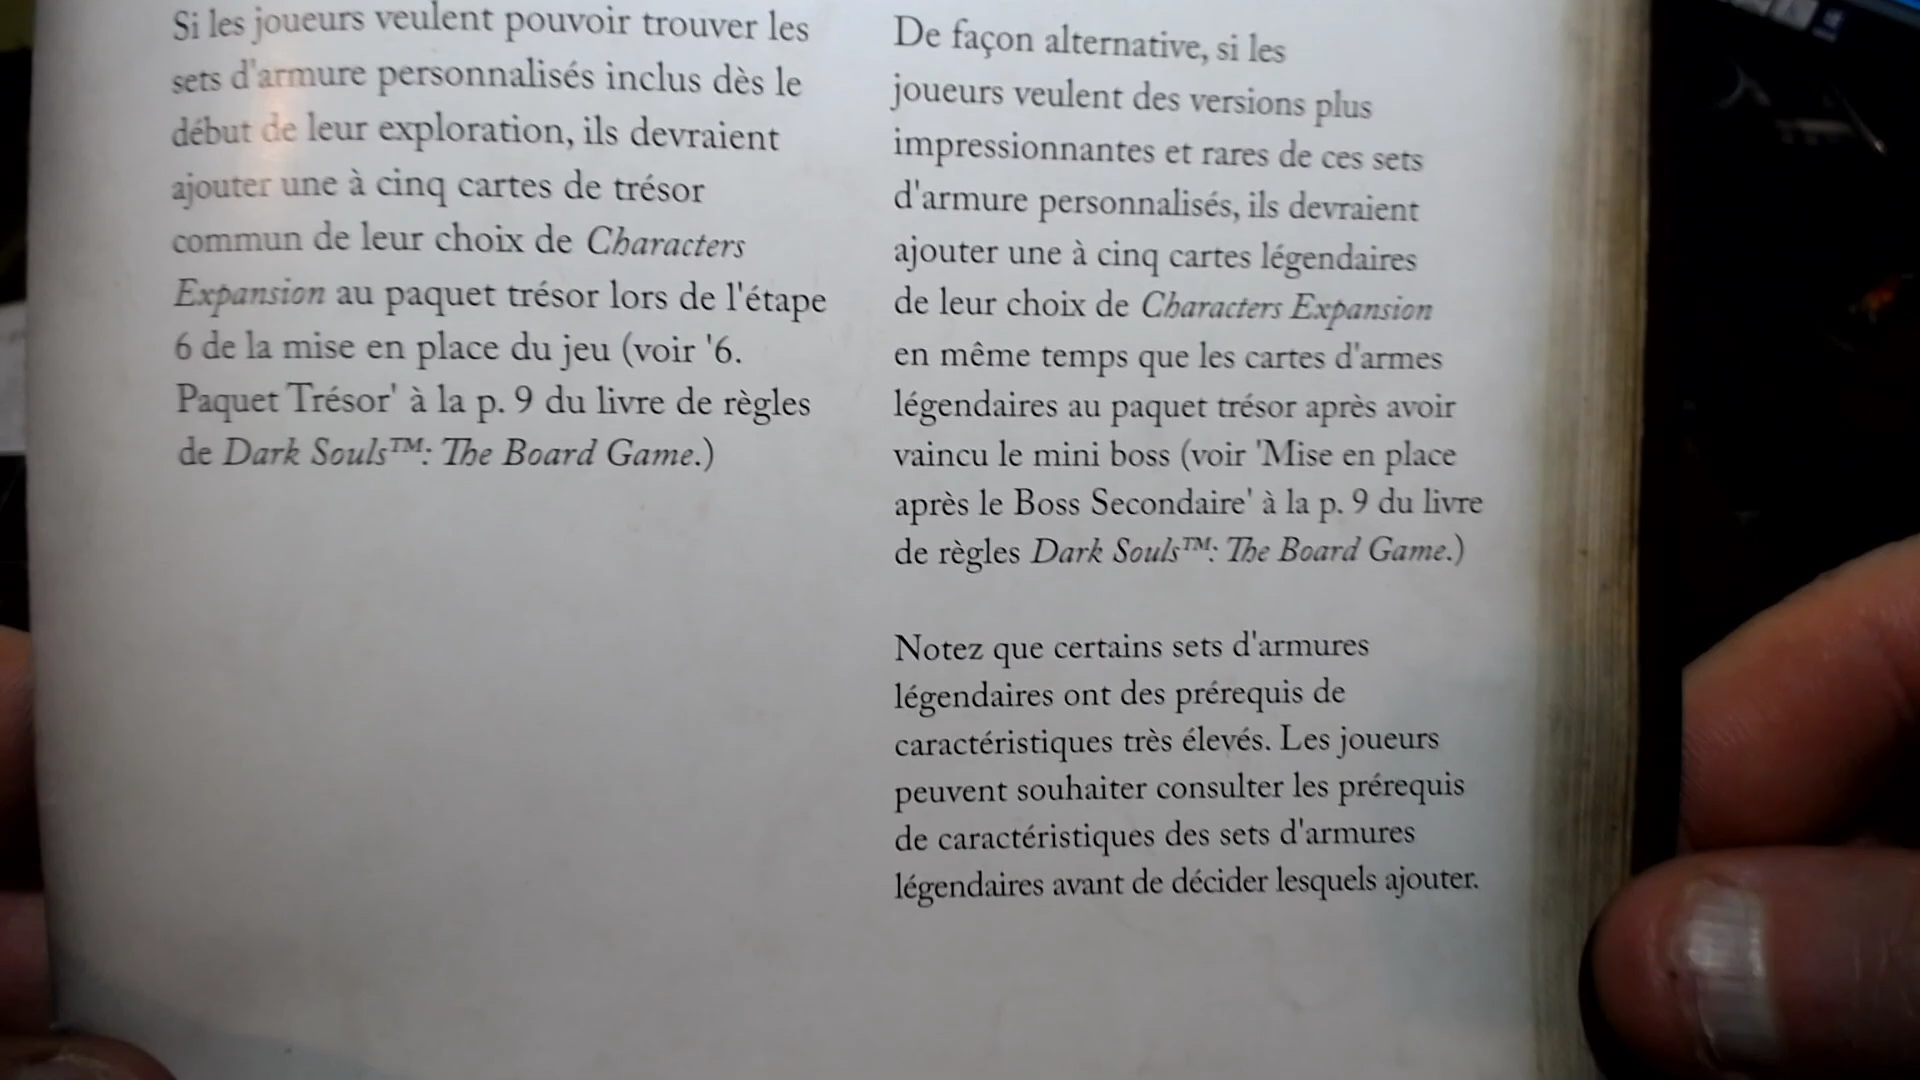 Si les joueurs veulent pouvoir trouver les
sets d'armure personnalisés inclus dès le
début de leur exploration, ils devraient
ajouter une à cinq cartes de trésor
commun de leur choix de Characters
Expansion au paquet trésor lors de l'étape
6 de la mise en place du jeu (voir '6.
Paquet Trésor' à la p. 9 du livre de règles
de Dark Souls™: The Board Game.)
De façon alternative, si les
joueurs veulent des versions plus
impressionnantes et rares de ces sets
d'armure personnalisés, ils devraient
ajouter une à cinq cartes légendaires
de leur choix de Characters Expansion
en même temps que les cartes d'armes
légendaires au paquet trésor après avoir
vaincu le mini boss (voir 'Mise en place
après le Boss Secondaire' à la p. 9 du livre
de règles Dark Souls™: The Board Game.)
Notez que certains sets d'armures
légendaires ont des prérequis de
caractéristiques très élevés. Les joueurs
peuvent souhaiter consulter les prérequis
de caractéristiques des sets d'armures
légendaires avant de décider lesquels ajouter.